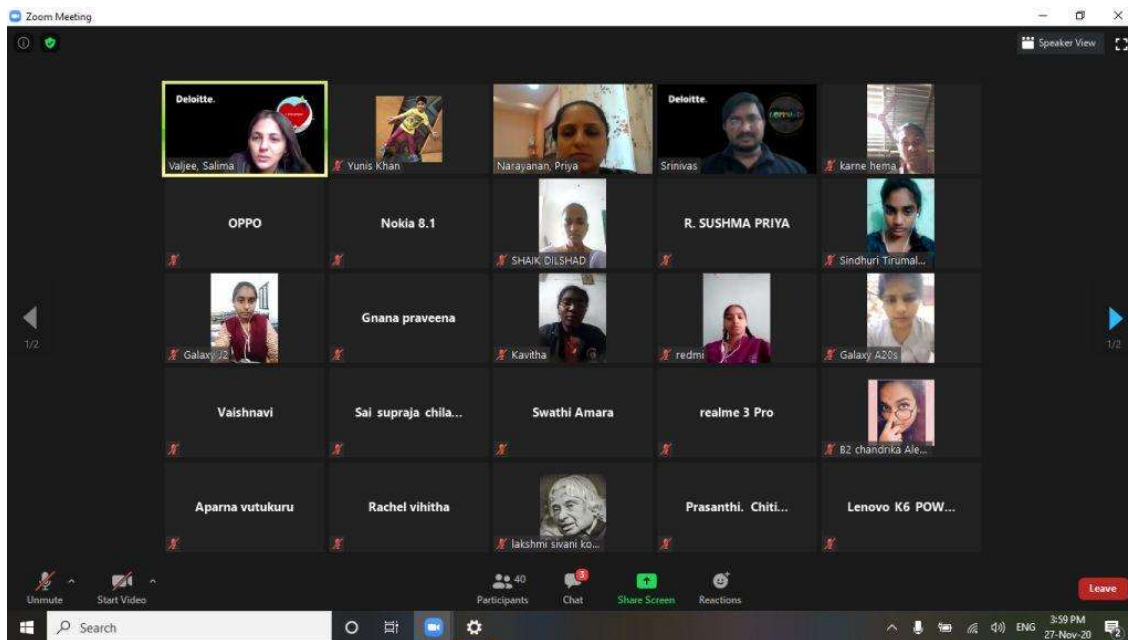 Zoom Meeting
Speaker View
Deloitte.
Valjee, Salima
Yunis Khan
Narayanan, Priya
Deloitte.
Srinivas
karne hema
OPPO
Nokia 8.1
SHAIK DILSHAD
R. SUSHMA PRIYA
Sindhuri Tirumal...
Galaxy J2
Gnana praveena
Kavitha
redmi
Galaxy A20s
1/2
1/2
Vaishnavi
Sai supraja chila...
Swathi Amara
realme 3 Pro
B2 chandrika Ale...
Aparna vutukuru
Rachel vihitha
lakshmi sivani ko...
Prasanthi. Chiti...
Lenovo K6 POW...
Unmute
Start Video
40
Participants
3
Chat
Share Screen
Reactions
Leave
Search
ENG
3:59 PM
27-Nov-20
2